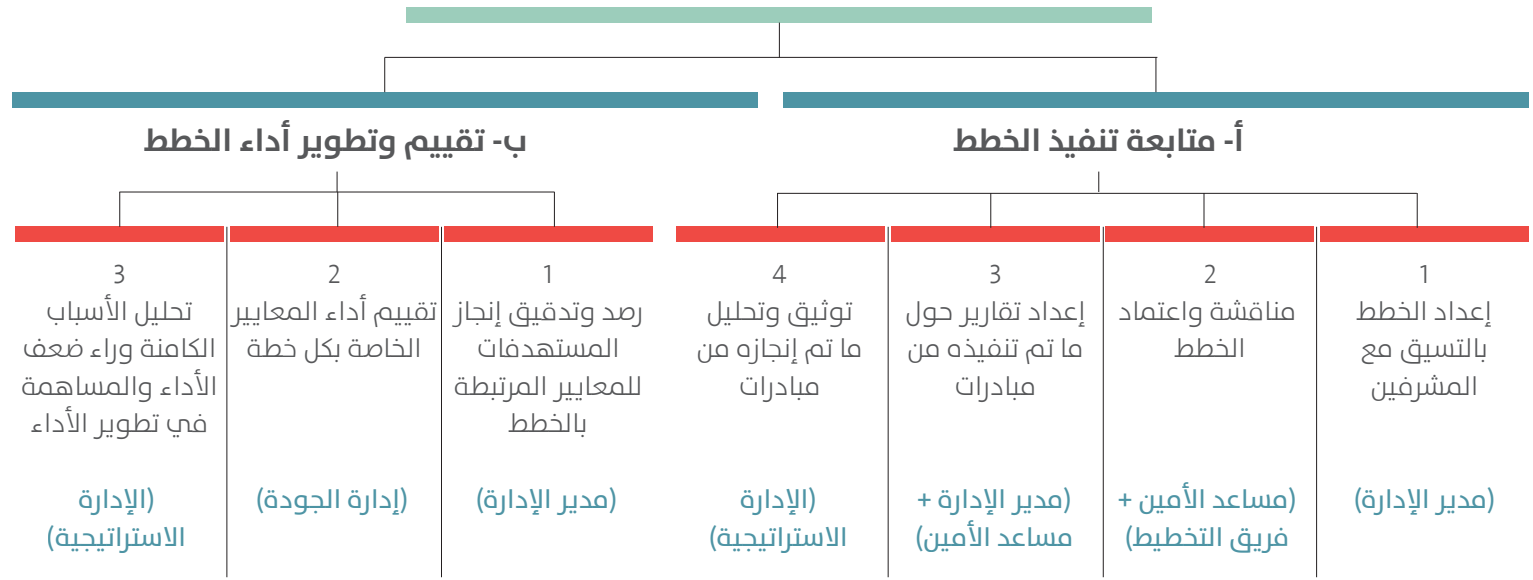 أ- متابعة تنفيذ الخطط
1
إعداد الخطط
بالتسيق مع
المشرفين
(مدير الإدارة)
2
مناقشة واعتماد
الخطط
(مساعد الأمين +
فريق التخطيط)
3
إعداد تقارير حول
ما تم تنفيذه من
مبادرات
(مدير الإدارة +
مساعد الأمين)
4
توثيق وتحليل
ما تم إنجازه من
مبادرات
(الإدارة
الاستراتيجية)
ب- تقييم وتطوير أداء الخطط
1
رصد وتدقيق إنجاز
المستهدفات
للمعايير المرتبطة
بالخطط
(مدير الإدارة)
2
تقييم أداء المعايير
الخاصة بكل خطة
(إدارة الجودة)
3
تحليل الأسباب
الكامنة وراء ضعف
الأداء والمساهمة
في تطوير الأداء
(الإدارة
الاستراتيجية)